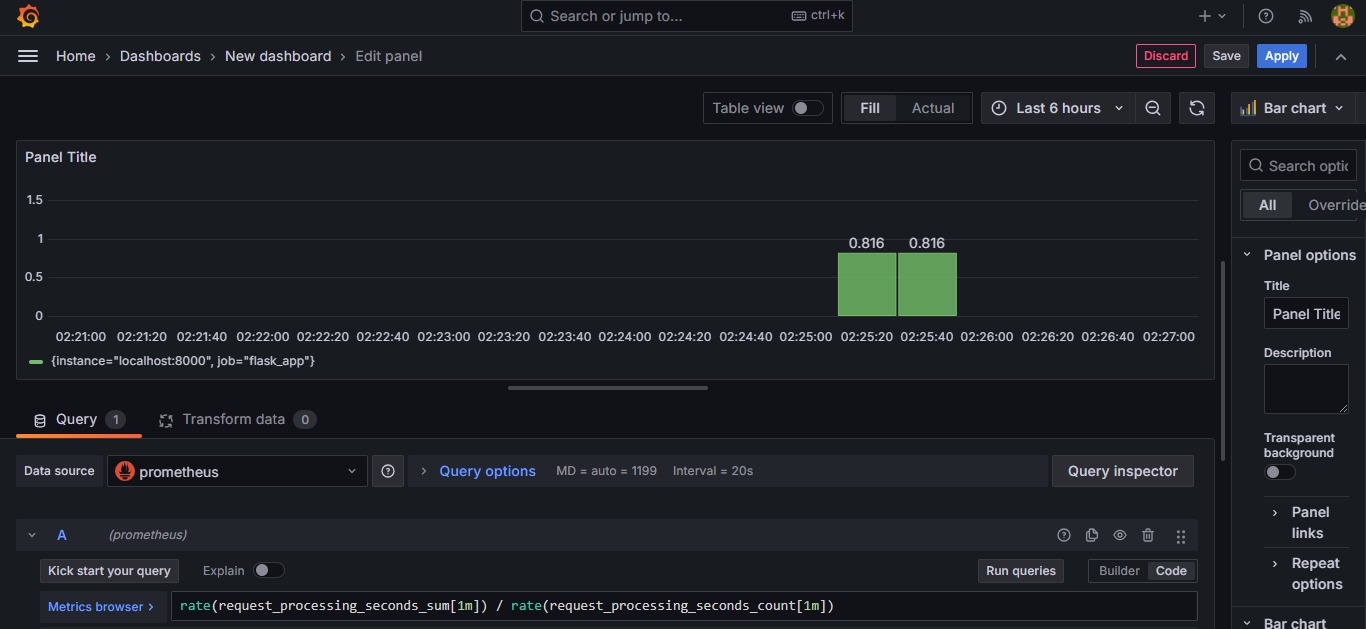 Search or jump to... ctrl+k
Home › Dashboards › New dashboard › Edit panel
Discard Save Apply
Table view Fill Actual Last 6 hours Bar chart
Panel Title
1.5
1
0.5
0
0.816 0.816
02:21:00 02:21:20 02:21:40 02:22:00 02:22:20 02:22:40 02:23:00 02:23:20 02:23:40 02:24:00 02:24:20 02:24:40 02:25:00 02:25:20 02:25:40 02:26:00 02:26:20 02:26:40 02:27:00
{instance="localhost:8000", job="flask_app"}
Query 1 Transform data 0
Data source prometheus Query options MD = auto = 1199 Interval = 20s Query inspector
A (prometheus)
Kick start your query Explain Run queries Builder Code
Metrics browser > rate(request_processing_seconds_sum[1m]) / rate(request_processing_seconds_count[1m])
Search optic
All Override
Panel options
Title
Panel Title
Description
Transparent
background
Panel
links
Repeat
options
Bar chart